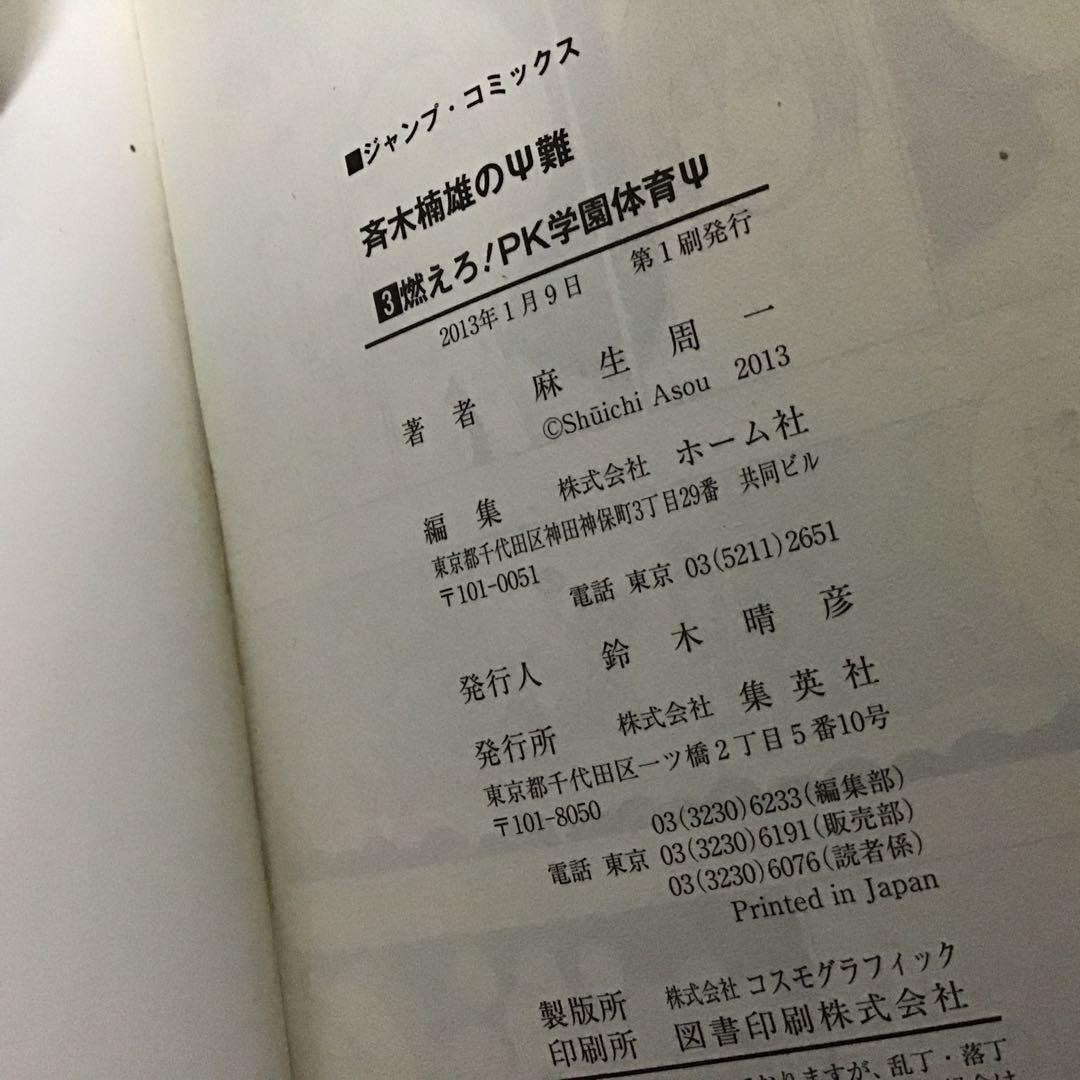 ■ジャンプ・コミックス
斉木楠雄のΨ難
3燃えろ!PK学園体育Ψ
2013年1月9日 第1刷発行
著者 麻生周一
©Shūichi Asou 2013
編集 株式会社 ホーム社
東京都千代田区神田神保町3丁目29番 共同ビル
〒101-0051
電話 東京 03(5211)2651
発行人 鈴木晴彦
発行所 株式会社 集英社
東京都千代田区一ツ橋2丁目5番10号
〒101-8050
03(3230)6233(編集部)
電話 東京 03(3230)6191(販売部)
03(3230)6076(読者係)
Printed in Japan
製版所 株式会社 コスモグラフィック
印刷所 図書印刷株式会社
りますが、乱丁・落丁